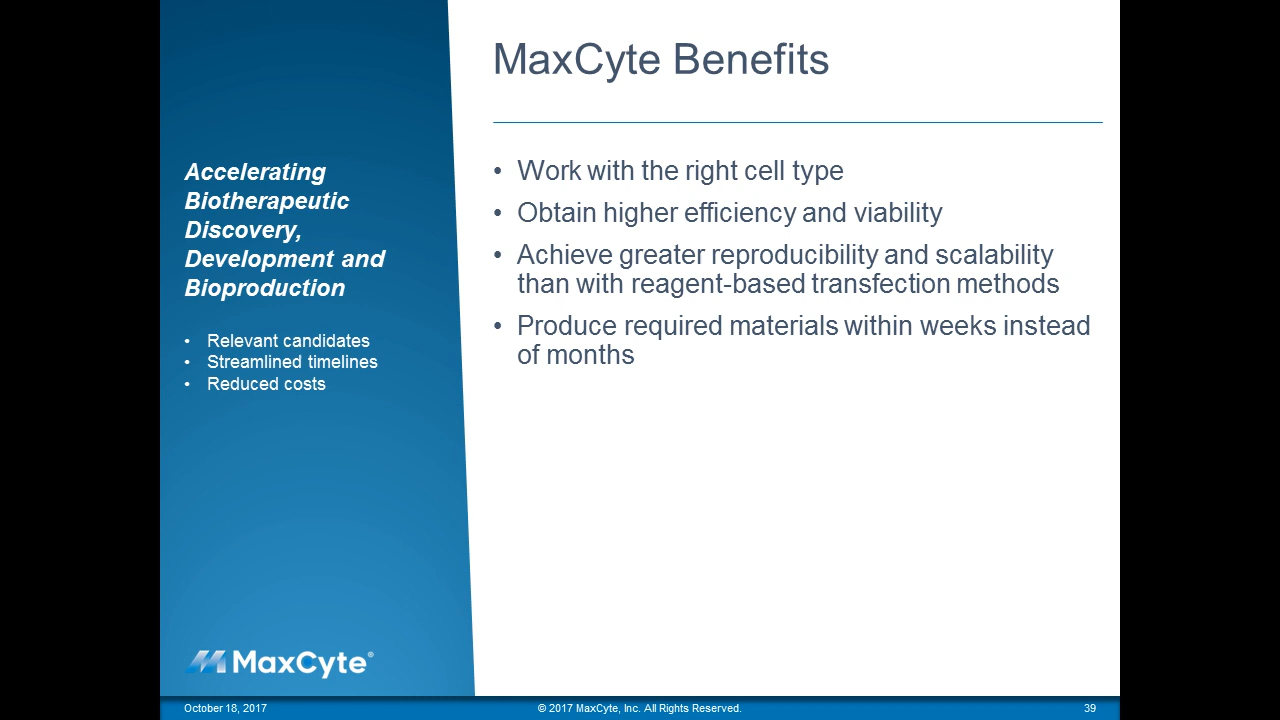 MaxCyte Benefits
Accelerating
Biotherapeutic
Discovery,
Development and
Bioproduction
• Relevant candidates
• Streamlined timelines
• Reduced costs
• Work with the right cell type
• Obtain higher efficiency and viability
• Achieve greater reproducibility and scalability
than with reagent-based transfection methods
• Produce required materials within weeks instead
of months
MaxCyte®
October 18, 2017
© 2017 MaxCyte, Inc. All Rights Reserved.
39